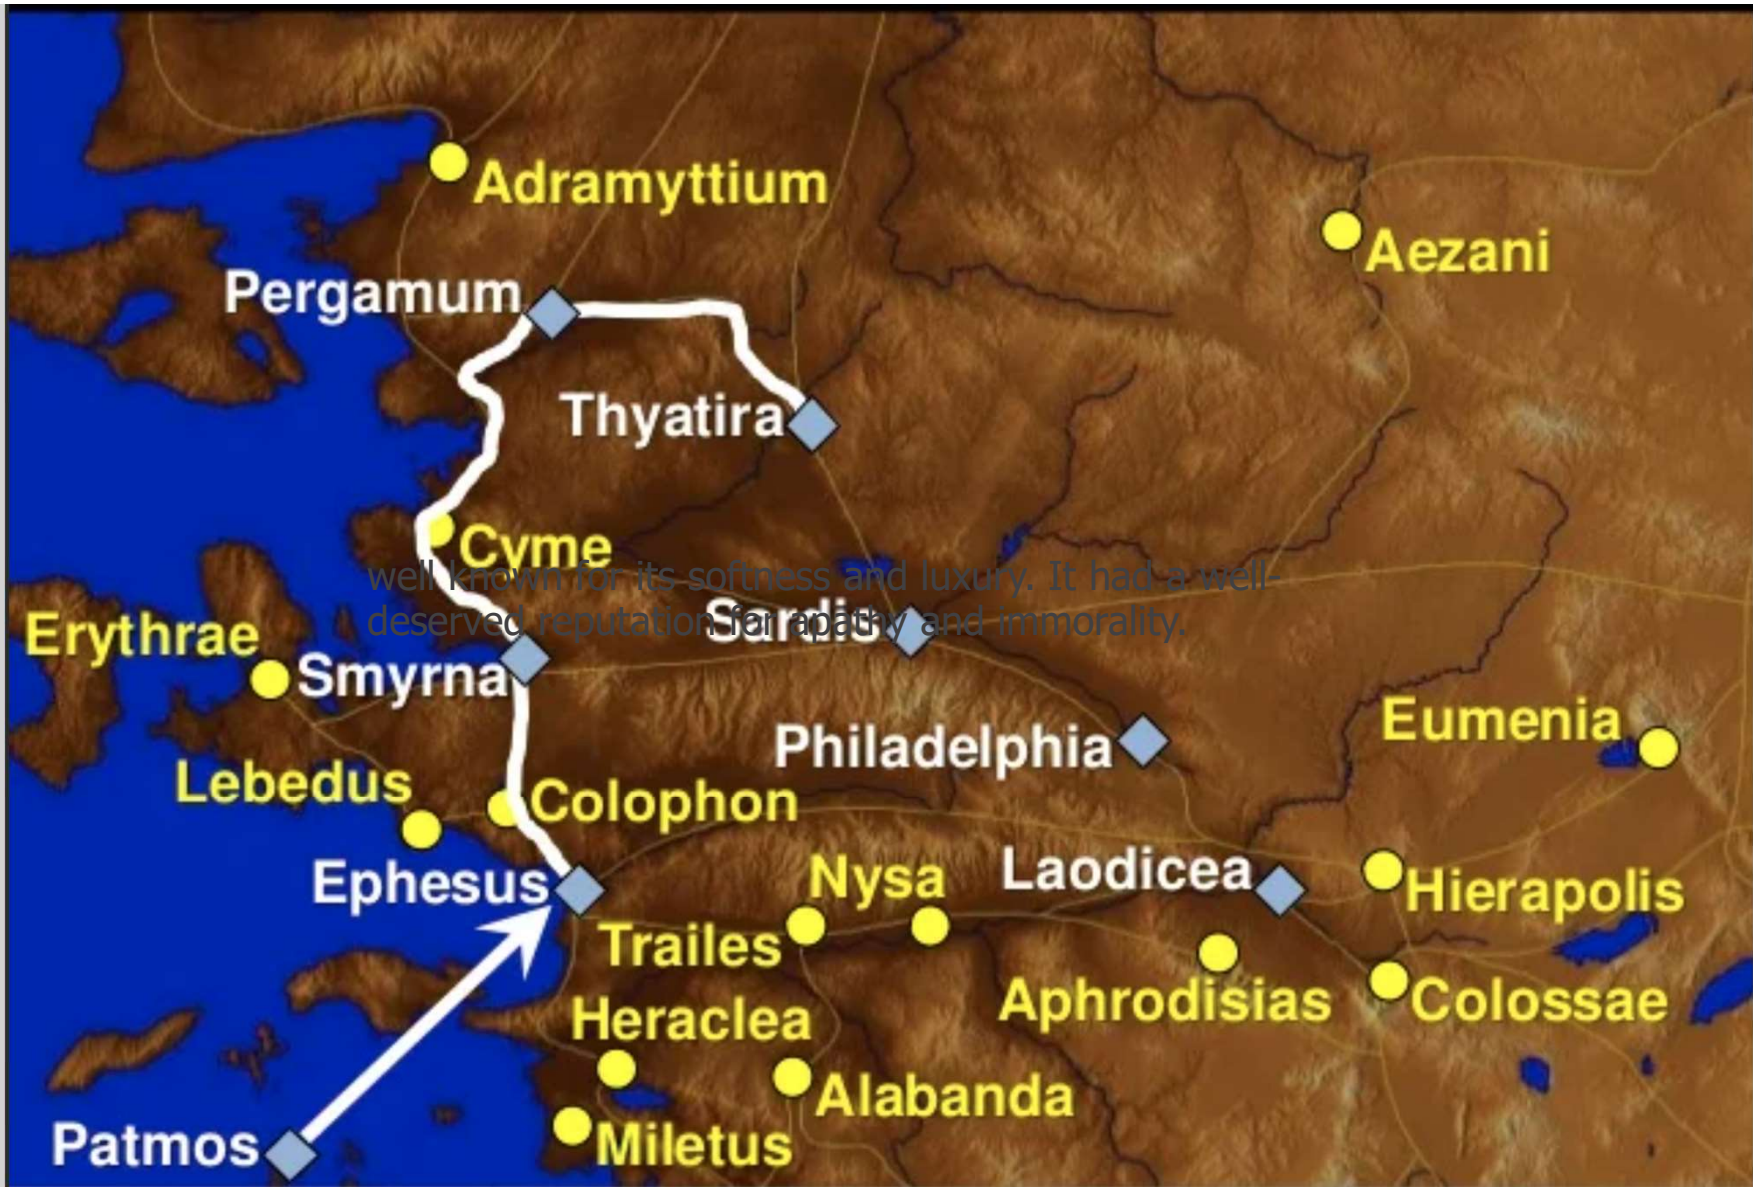 Adramyttium
Aezani
Pergamum
Thyatira
Cyme
well known for its softness and luxury. It had a well-
deserved reputation for apathy and immorality.
Sardis
Erythrae
Smyrna
Eumenia
Philadelphia
Lebedus
Colophon
Ephesus
Nysa
Laodicea
Hierapolis
Trailes
Aphrodisias
Colossae
Heraclea
Alabanda
Patmos
Miletus